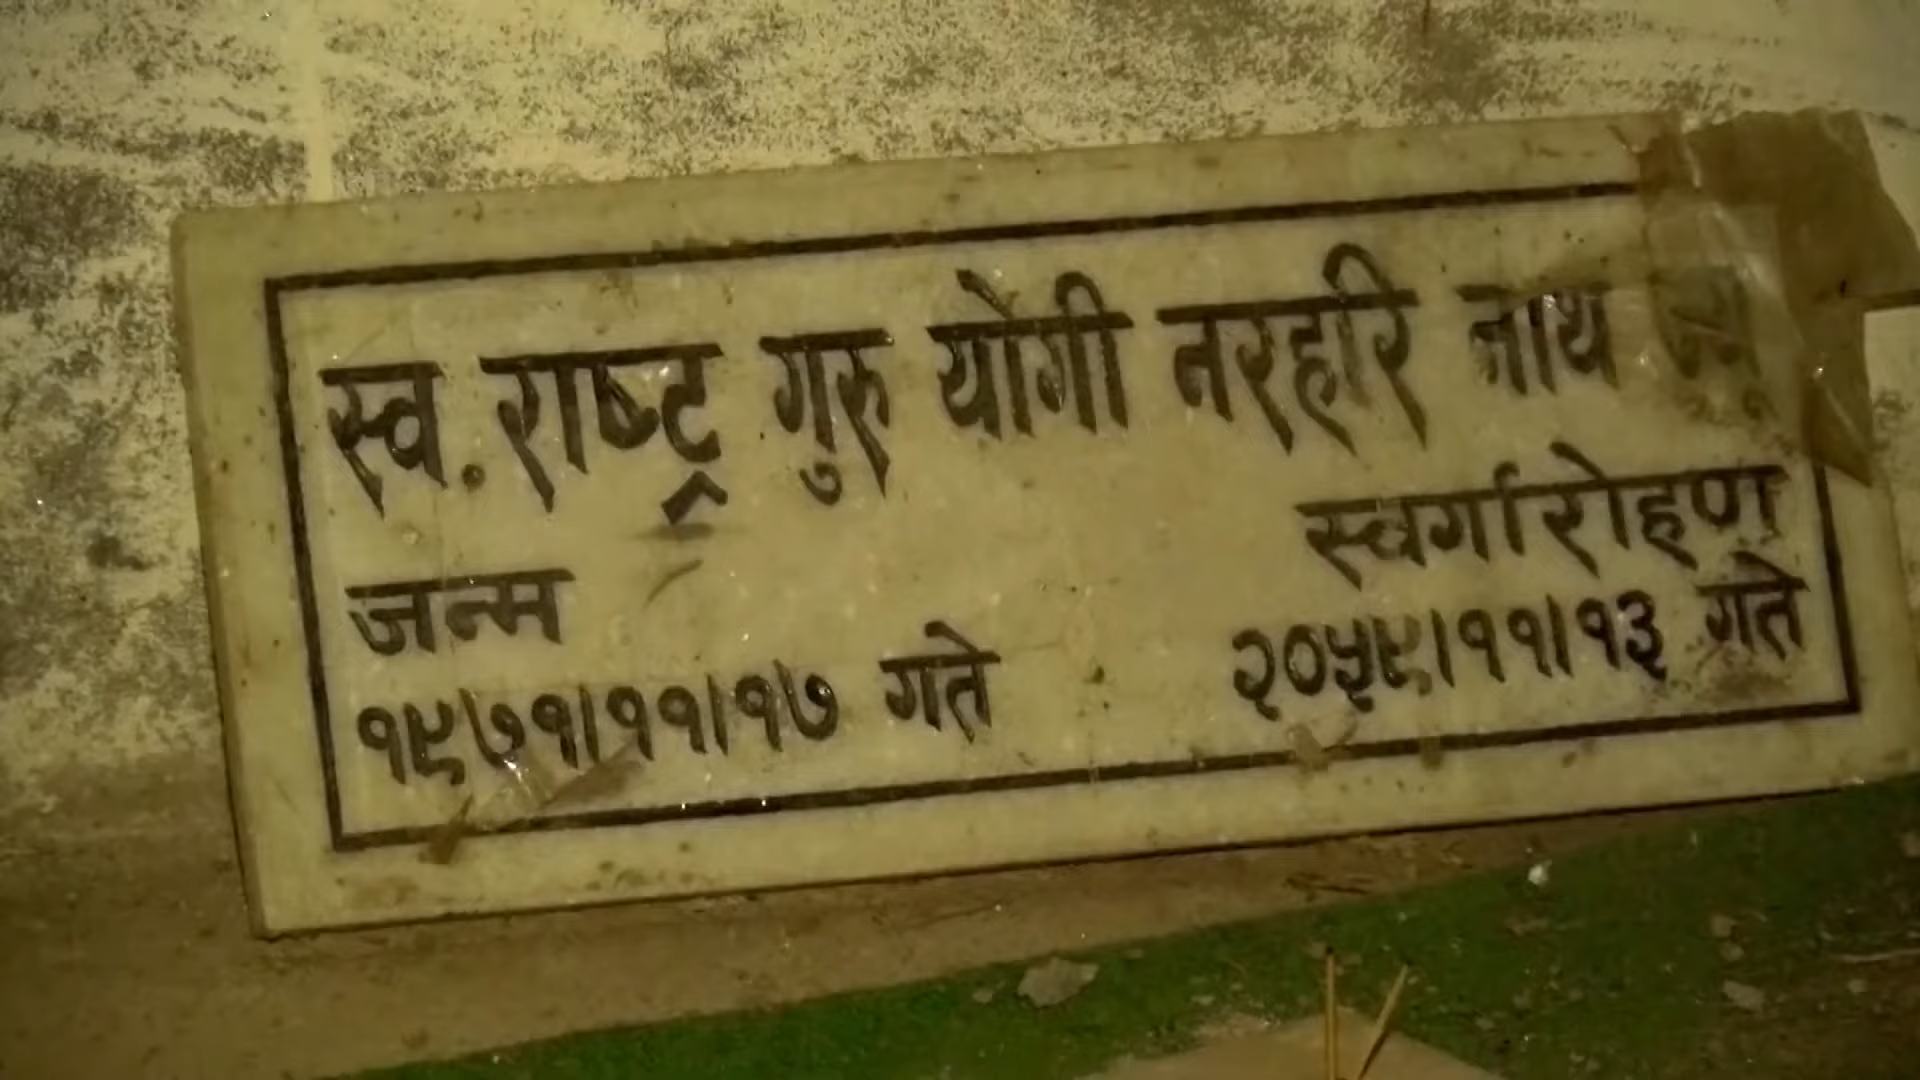 स्व. राष्ट्र गुरु योगी नरहरि नाथ ज्यू
जन्म
स्वर्गारोहण
१९७१।११।१७ गते
२०५९।११।१३ गते